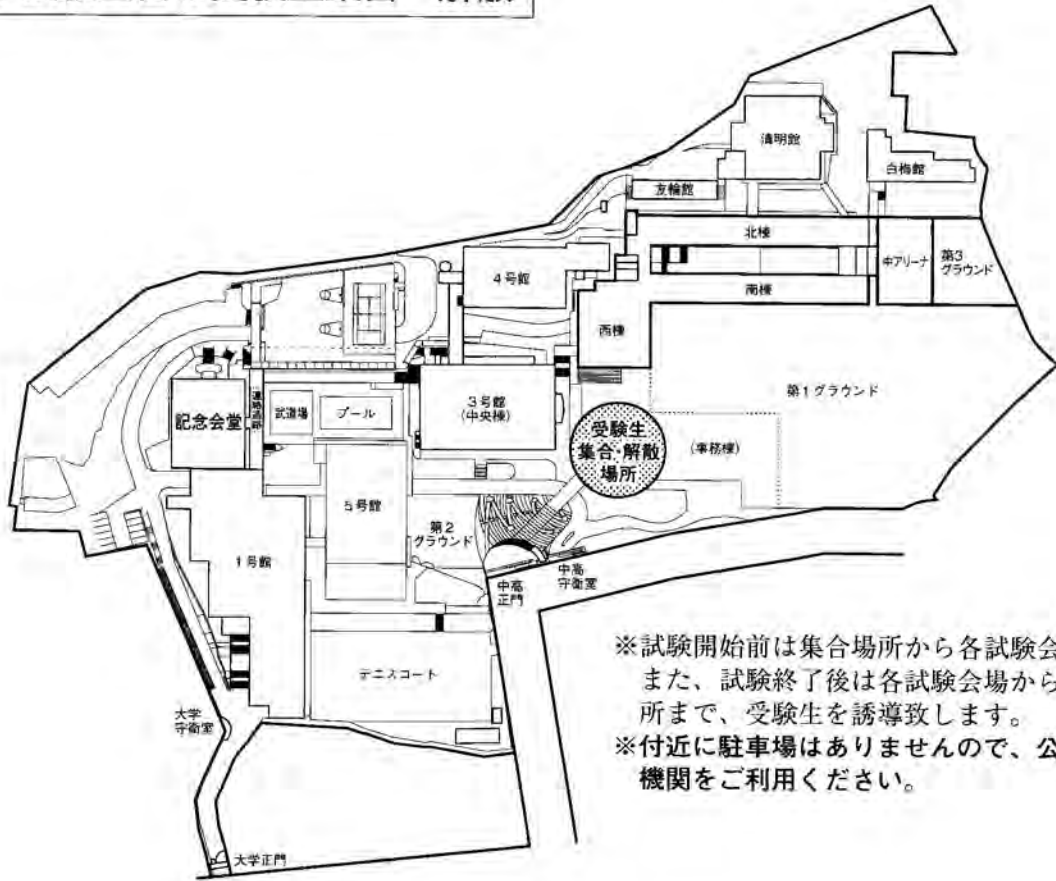 清明館
白梅館
友輪館
北棟
中アリーナ
第3
グラウンド
4号館
南棟
西棟
第1グラウンド
3号館
(中央棟)
武道場
プール
連絡通路
記念会堂
受験生
集合・解散
場所
(事務棟)
5号館
第2
グラウンド
1号館
中高
守衛室
中高
正門
テニスコート
大学
守衛室
大学正門
※試験開始前は集合場所から各試験会
また、試験終了後は各試験会場から
所まで、受験生を誘導致します。
※付近に駐車場はありませんので、公
機関をご利用ください。